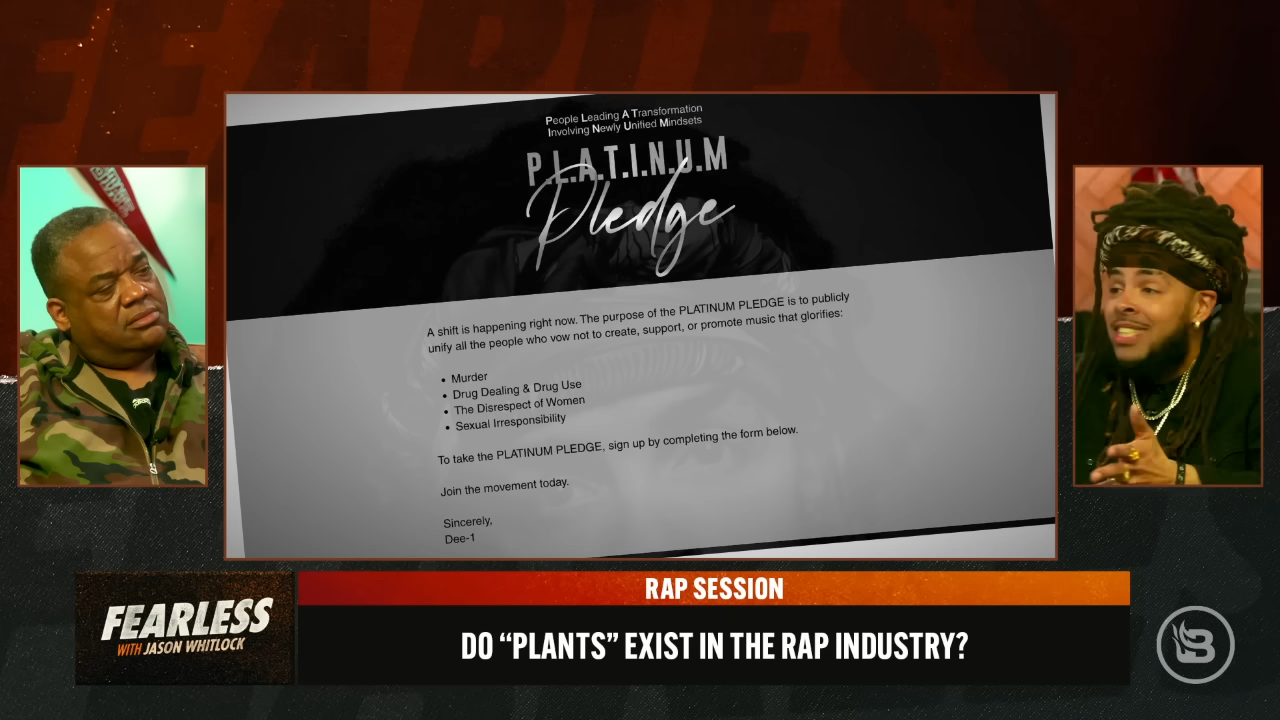 People Leading A Transformation
Involving Newly Unified Mindsets
P.L.A.T.I.N.U.M
Pledge
A shift is happening right now. The purpose of the PLATINUM PLEDGE is to publicly
unify all the people who vow not to create, support, or promote music that glorifies:
• Murder
• Drug Dealing & Drug Use
• The Disrespect of Women
• Sexual Irresponsibility
To take the PLATINUM PLEDGE, sign up by completing the form below.
Join the movement today.
Sincerely,
Dee-1
FEARLESS
WITH JASON WHITLOCK
RAP SESSION
DO “PLANTS” EXIST IN THE RAP INDUSTRY?
B